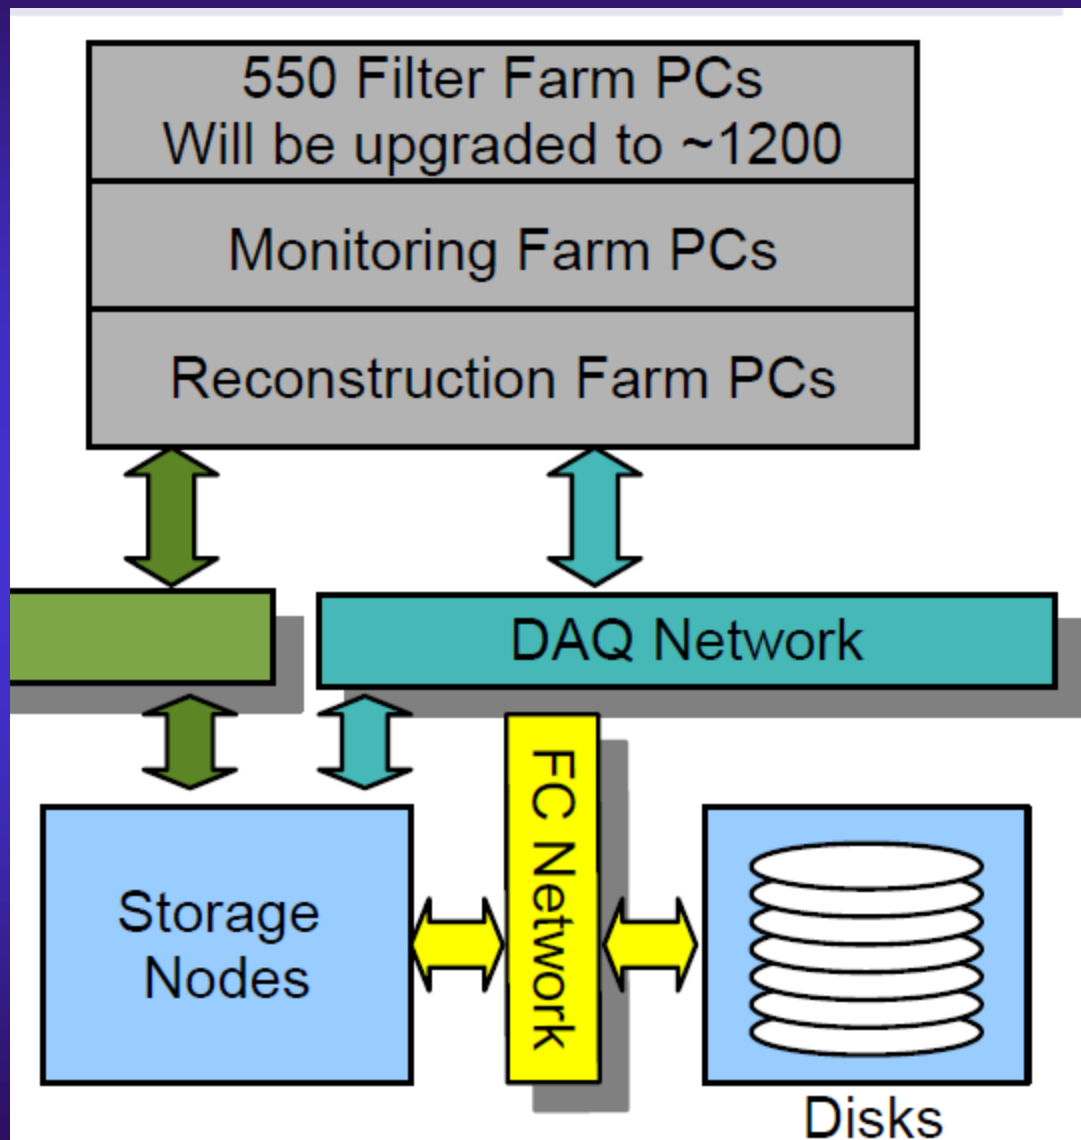 550 Filter Farm PCs
Will be upgraded to ~1200
Monitoring Farm PCs
Reconstruction Farm PCs
DAQ Network
FC Network
Storage
Nodes
Disks